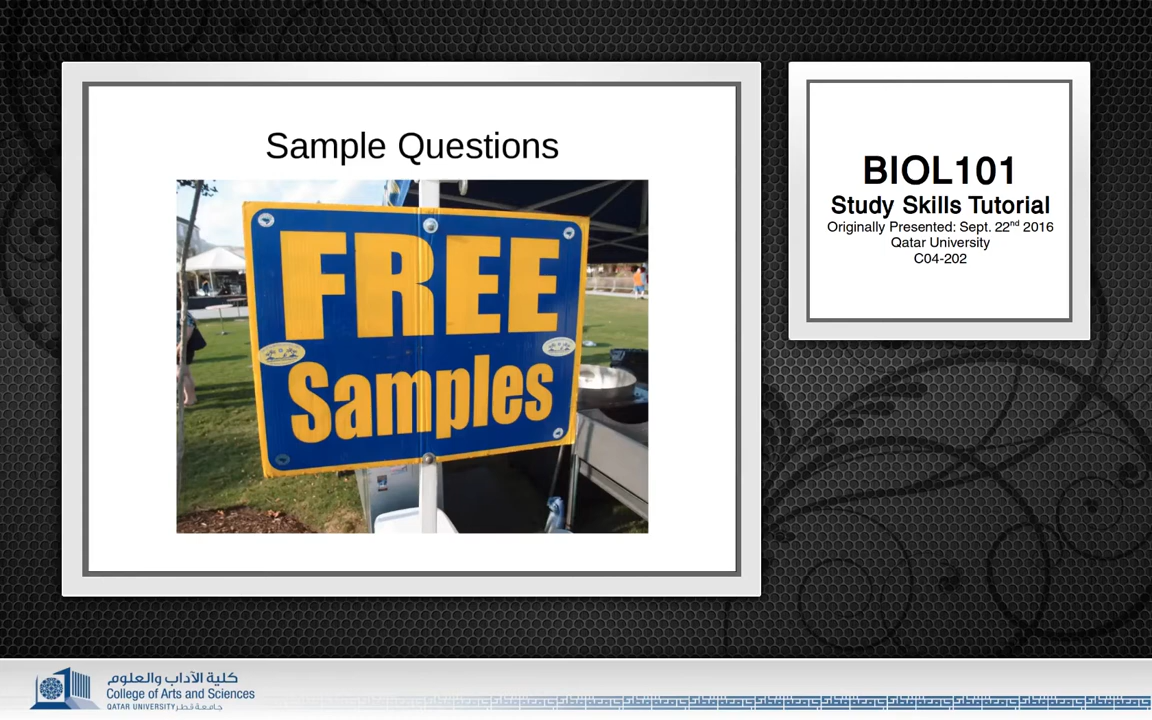 Sample Questions
FREE
Samples
BIOL101
Study Skills Tutorial
Originally Presented: Sept. 22nd 2016
Qatar University
C04-202
كلية الآداب والعلوم
College of Arts and Sciences
QATAR UNIVERSITY جامعة قطر